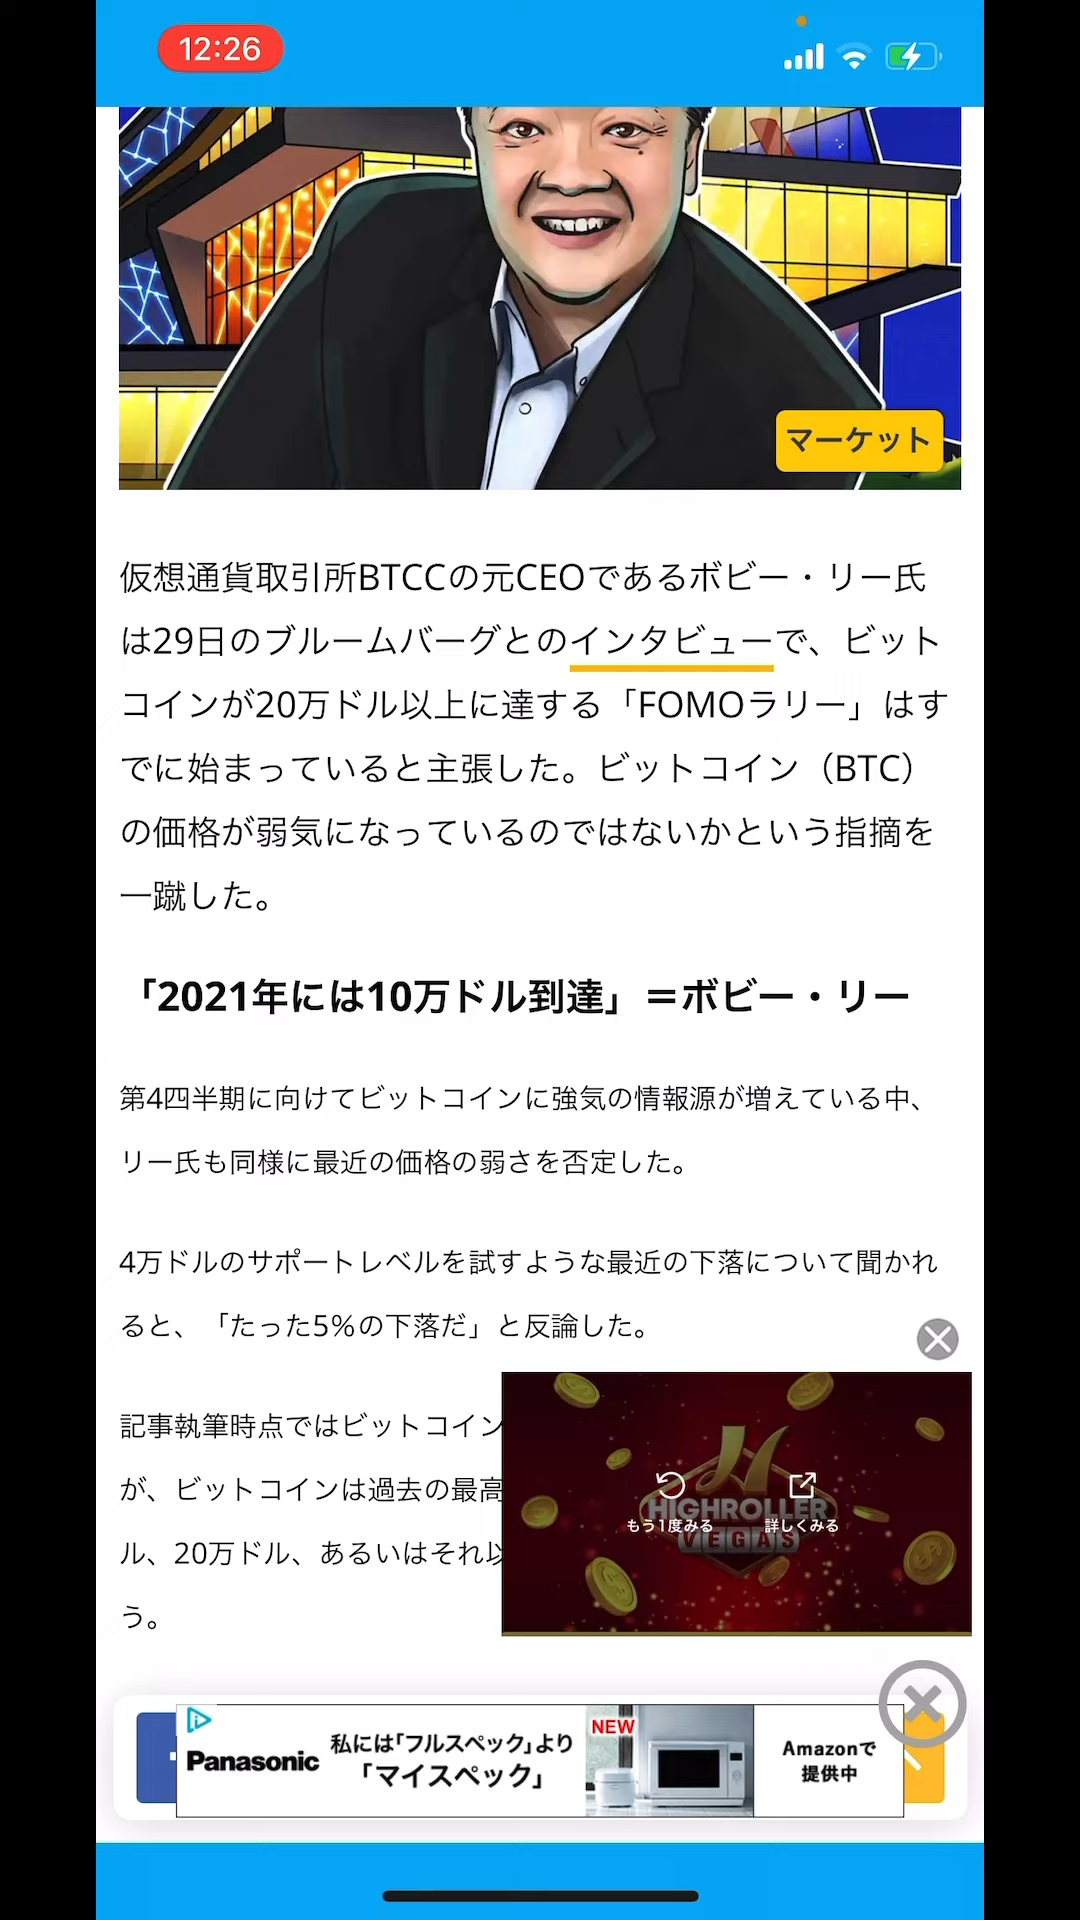 12:26
マーケット
仮想通貨取引所BTCCの元CEOであるボビー・リー氏
は29日のブルームバーグとのインタビューで、ビット
コインが20万ドル以上に達する「FOMOラリー」はす
でに始まっていると主張した。ビットコイン（BTC）
の価格が弱気になっているのではないかという指摘を
一蹴した。
「2021年には10万ドル到達」＝ボビー・リー
第4四半期に向けてビットコインに強気の情報源が増えている中、
リー氏も同様に最近の価格の弱さを否定した。
4万ドルのサポートレベルを試すような最近の下落について聞かれ
ると、「たった5%の下落だ」と反論した。
記事執筆時点ではビットコイン
が、ビットコインは過去の最高
ル、20万ドル、あるいはそれ以
う。
HIGHROLLER
VEGAS
もう1度みる 詳しくみる
Panasonic
私には「フルスペック」より
「マイスペック」
NEW
Amazonで
提供中